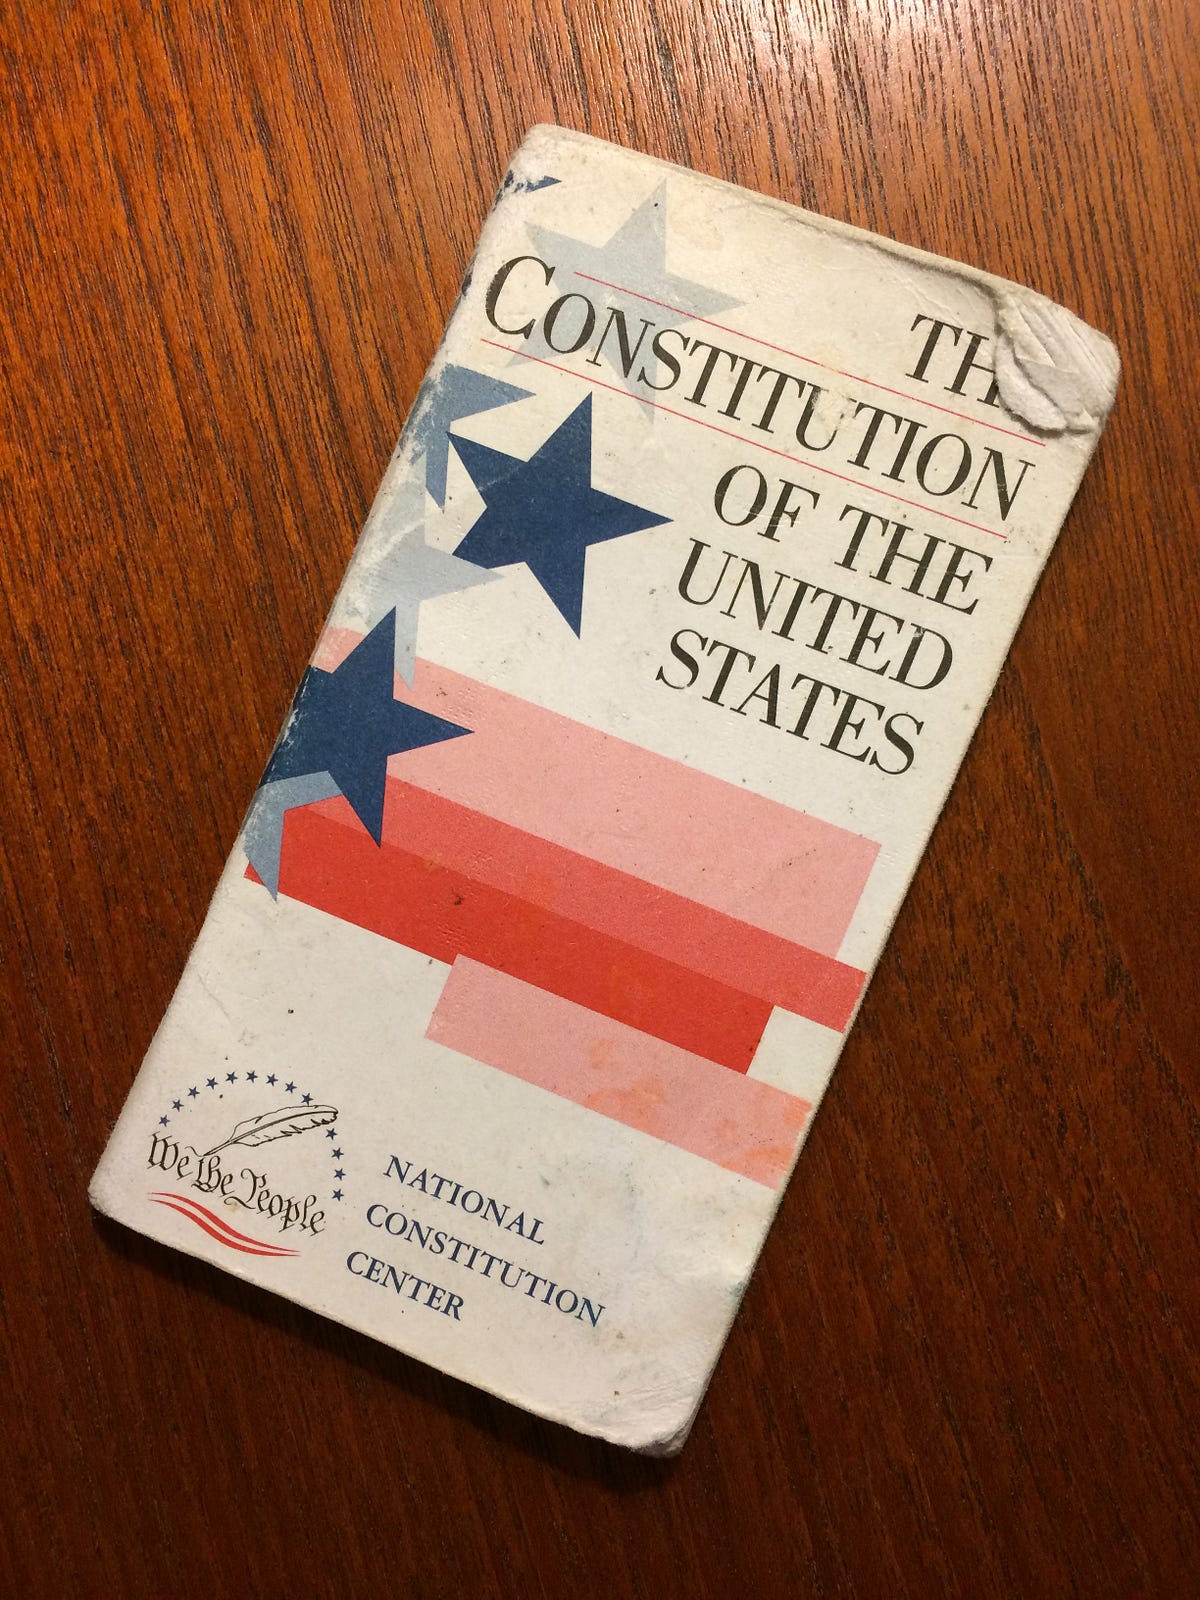 THE
CONSTITUTION
OF THE
UNITED
STATES
We the People
NATIONAL
CONSTITUTION
CENTER